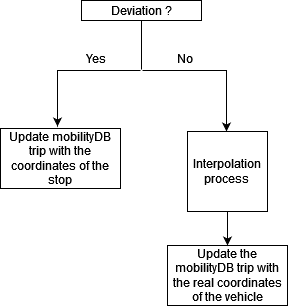 Deviation ?
Yes
No
Update mobilityDB
trip with the
coordinates of the
stop
Interpolation
process
Update the
mobilityDB trip with
the real coordinates
of the vehicle